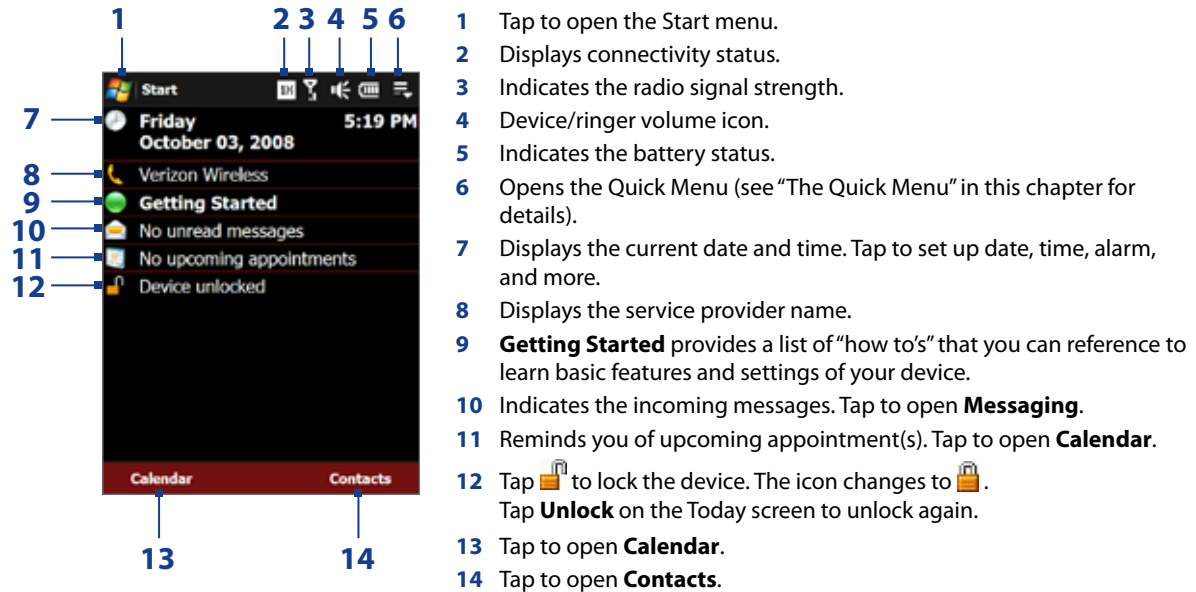 1 2 3 4 5 6
Start
7 Friday 5:19 PM
October 03, 2008
8 Verizon Wireless
9 Getting Started
10 No unread messages
11 No upcoming appointments
12 Device unlocked
Calendar Contacts
13 14
1 Tap to open the Start menu.
2 Displays connectivity status.
3 Indicates the radio signal strength.
4 Device/ringer volume icon.
5 Indicates the battery status.
6 Opens the Quick Menu (see “The Quick Menu” in this chapter for
details).
7 Displays the current date and time. Tap to set up date, time, alarm,
and more.
8 Displays the service provider name.
9 Getting Started provides a list of “how to's” that you can reference to
learn basic features and settings of your device.
10 Indicates the incoming messages. Tap to open Messaging.
11 Reminds you of upcoming appointment(s). Tap to open Calendar.
12 Tap to lock the device. The icon changes to .
Tap Unlock on the Today screen to unlock again.
13 Tap to open Calendar.
14 Tap to open Contacts.